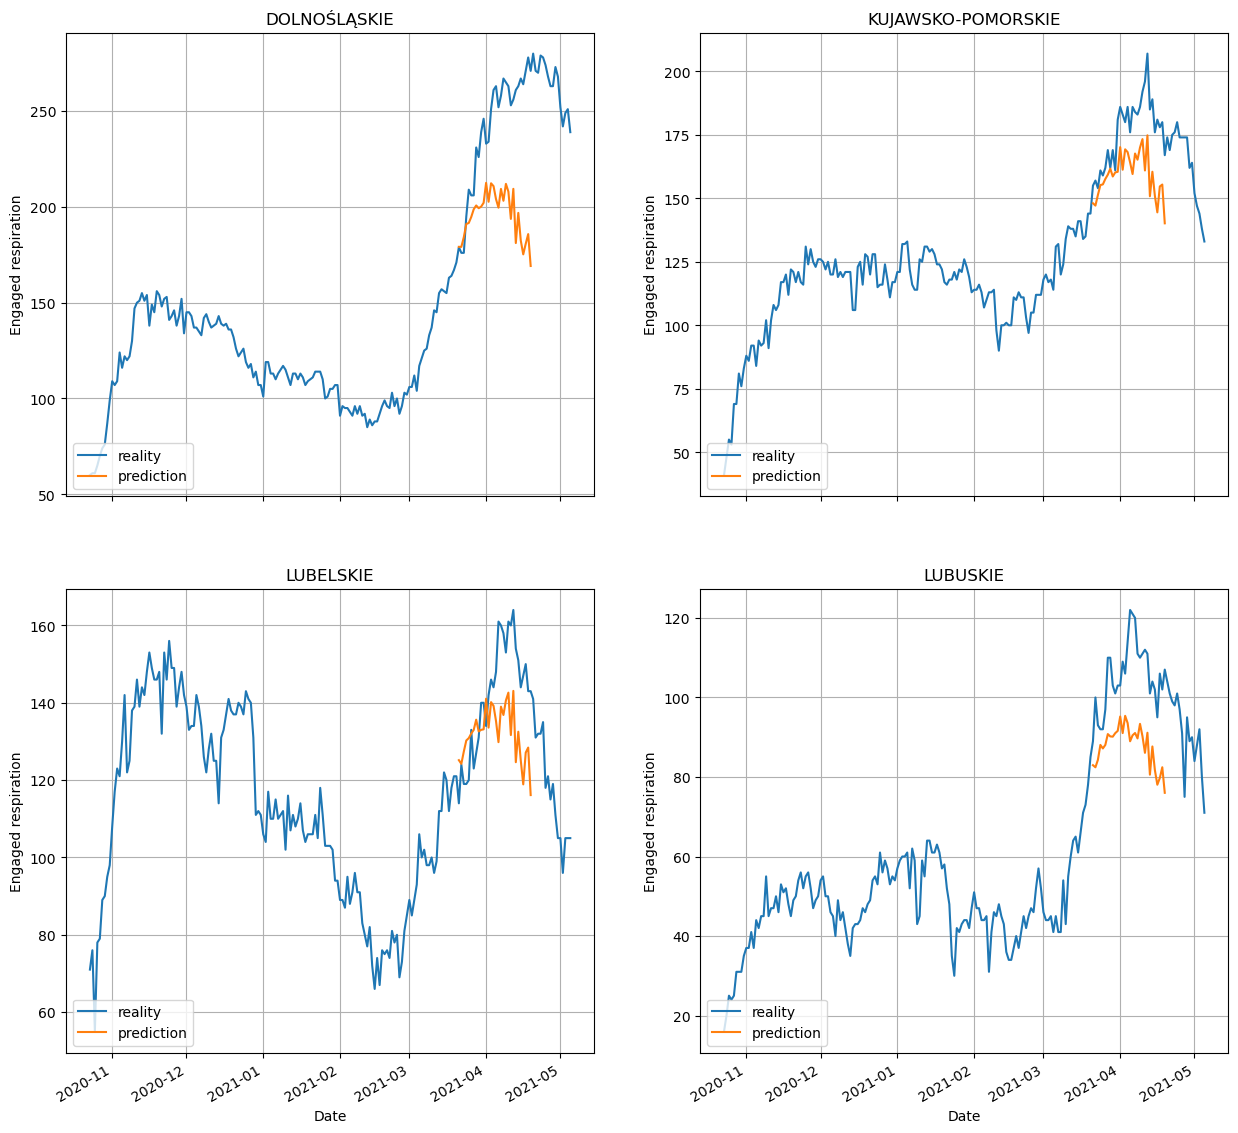 DOLNOŚLĄSKIE
Engaged respiration
250
200
150
100
50
reality
prediction
KUJAWSKO-POMORSKIE
Engaged respiration
200
175
150
125
100
75
50
reality
prediction
LUBELSKIE
Engaged respiration
160
140
120
100
80
60
reality
prediction
2020-11
2020-12
2021-01
2021-02
2021-03
2021-04
2021-05
Date
LUBUSKIE
Engaged respiration
120
100
80
60
40
20
reality
prediction
2020-11
2020-12
2021-01
2021-02
2021-03
2021-04
2021-05
Date